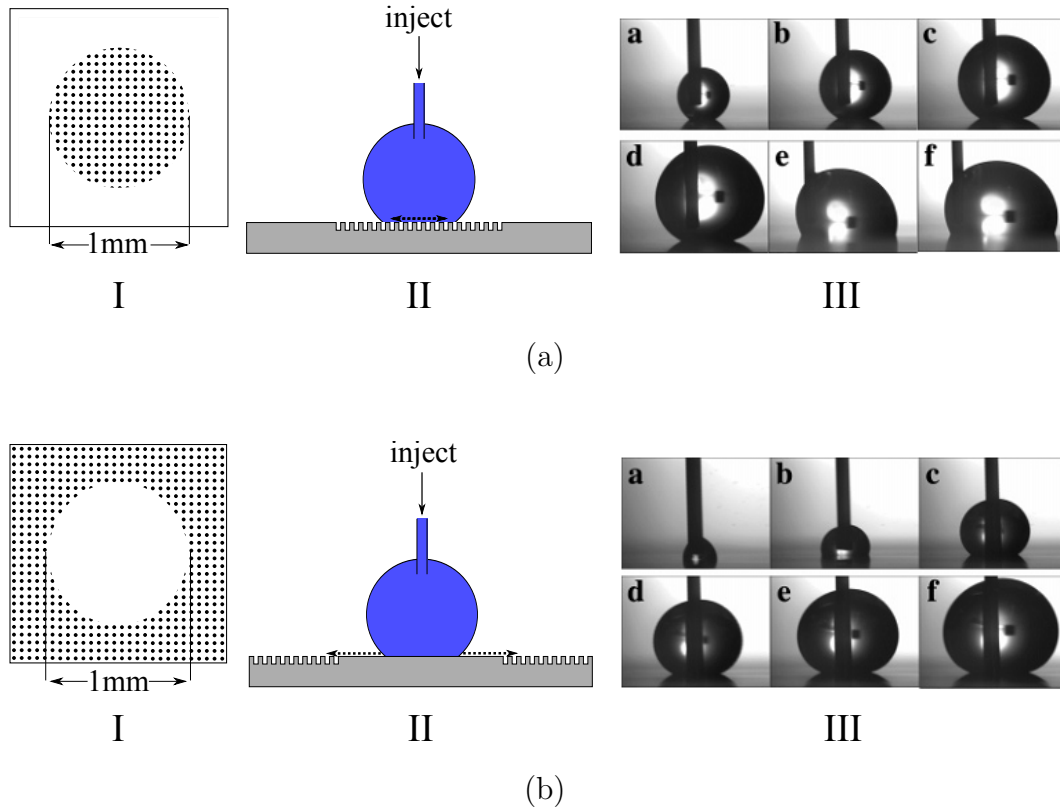 inject
a b c
d e f
1mm
I II III
(a)
inject
a b c
d e f
1mm
I II III
(b)